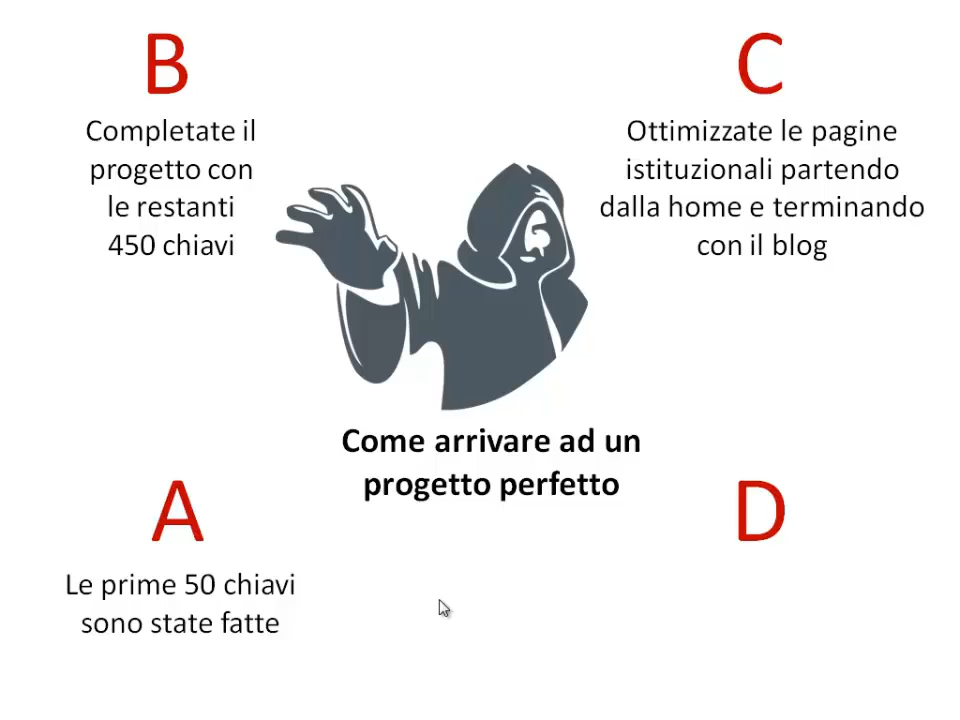 B
Completate il
progetto con
le restanti
450 chiavi
C
Ottimizzate le pagine
istituzionali partendo
dalla home e terminando
con il blog
Come arrivare ad un
progetto perfetto
A
Le prime 50 chiavi
sono state fatte
D